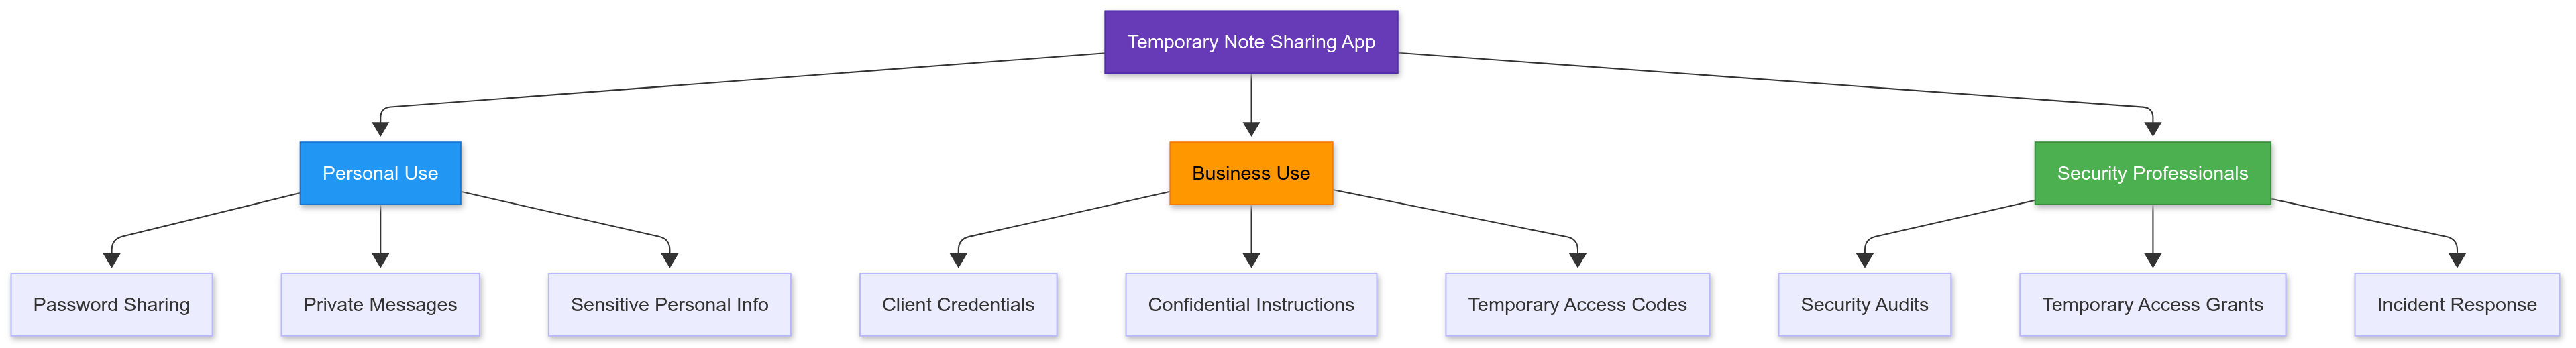 Temporary Note Sharing App
Personal Use
Business Use
Security Professionals
Password Sharing
Private Messages
Sensitive Personal Info
Client Credentials
Confidential Instructions
Temporary Access Codes
Security Audits
Temporary Access Grants
Incident Response